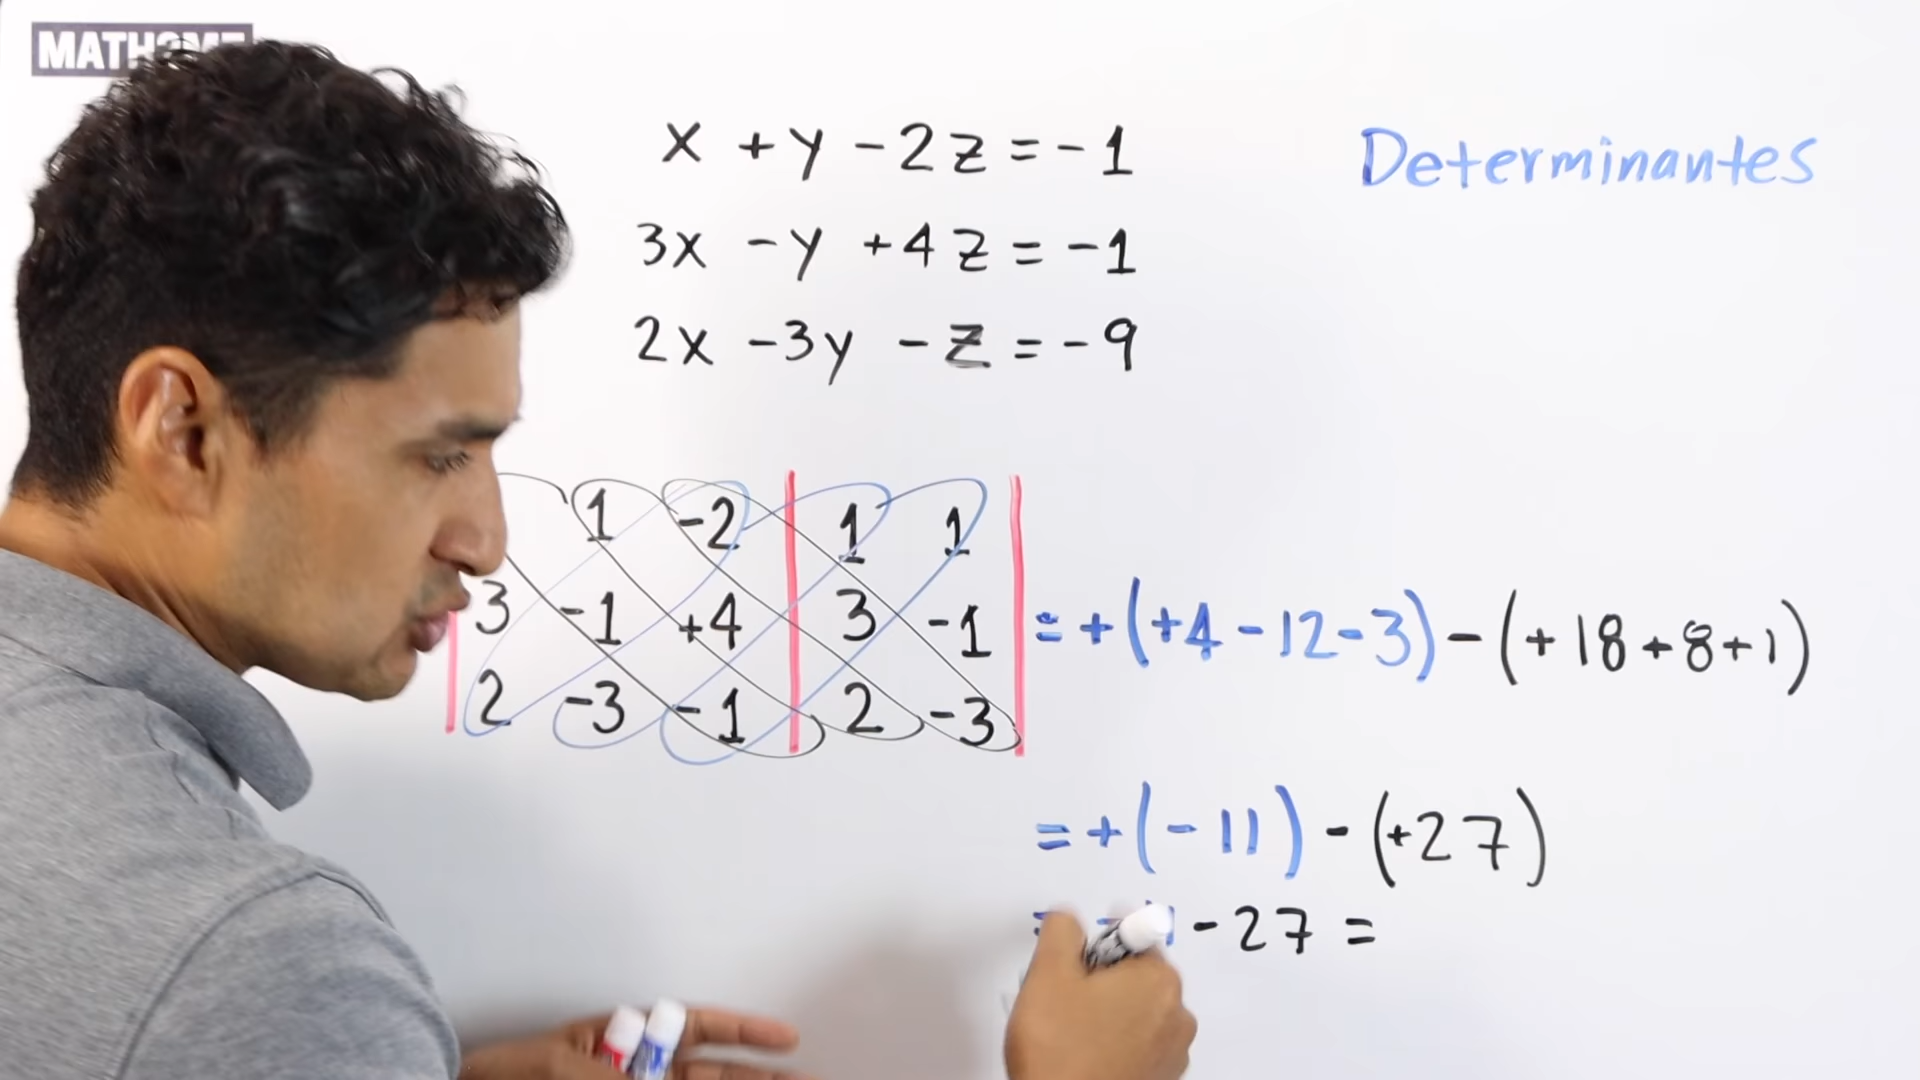 x + y - 2z = -1
Determinantes
3x - y + 4z = -1
2x - 3y - z = -9
1 -2 1 1
3 -1 +4 3 -1
2 -3 -1 2 -3
= + (+4 - 12 - 3) - (+ 18 + 8 + 1)
= + (- 11) - (+27)
- 27 =